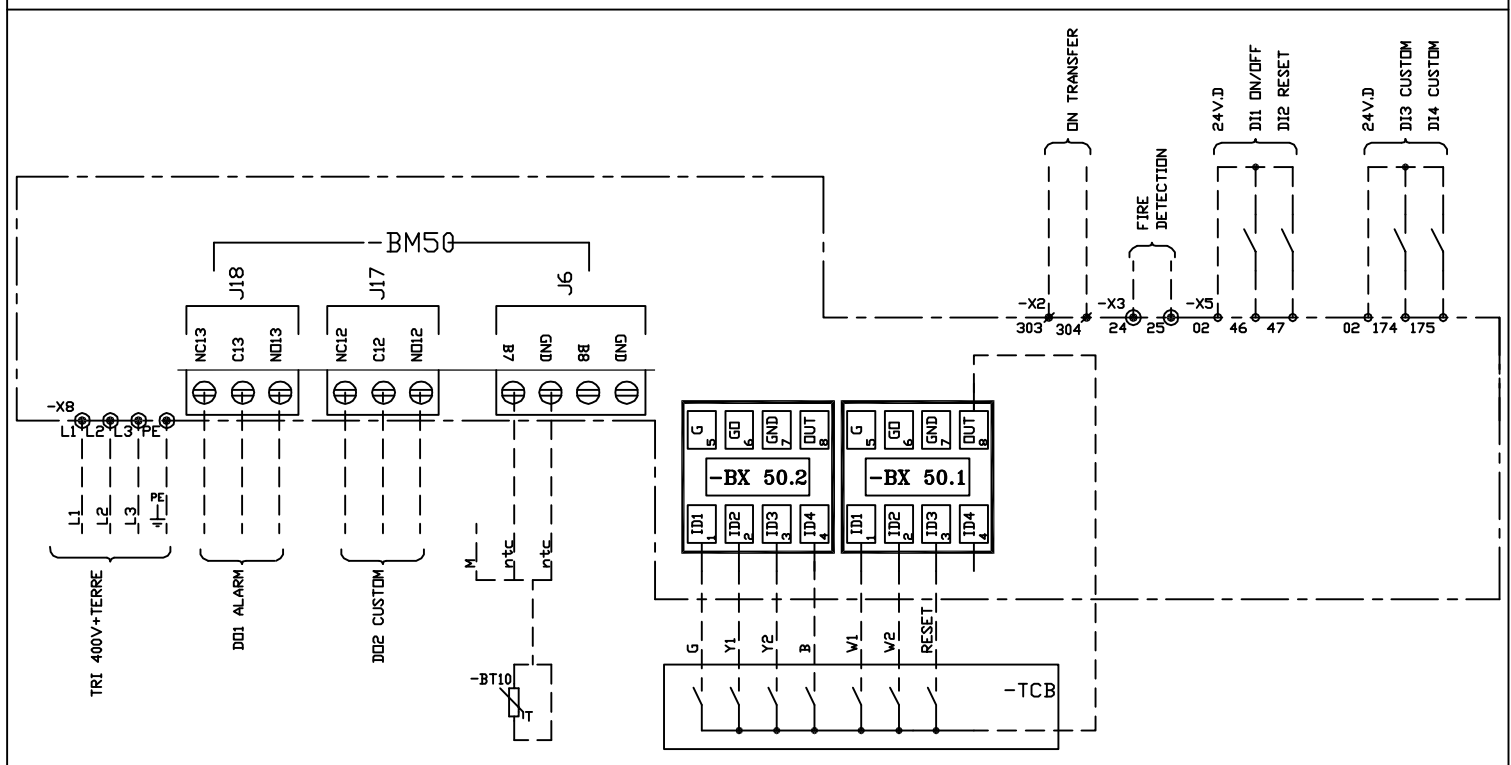 ON TRANSFER
FIRE
DETECTION
24V.D
DI1 ON/OFF
DI2 RESET
24V.D
DI3 CUSTOM
DI4 CUSTOM
-BM50
J18
J17
J6
NC13
C13
NO13
NC12
C12
NO12
B7
GND
B8
GND
-X2
303
304
-X3
24
25
-X5
02
46
47
02
174
175
-X8
L1
L2
L3
PE
L1
L2
L3
PE
TRI 400V+TERRE
DO1 ALARM
DO2 CUSTOM
M
ntc
ntc
-BT10
T
G 5
G0 6
GND 7
OUT 8
-BX 50.2
ID1 1
ID2 2
ID3 3
ID4 4
G 5
G0 6
GND 7
OUT 8
-BX 50.1
ID1 1
ID2 2
ID3 3
ID4 4
G
Y1
Y2
B
W1
W2
RESET
-TCB